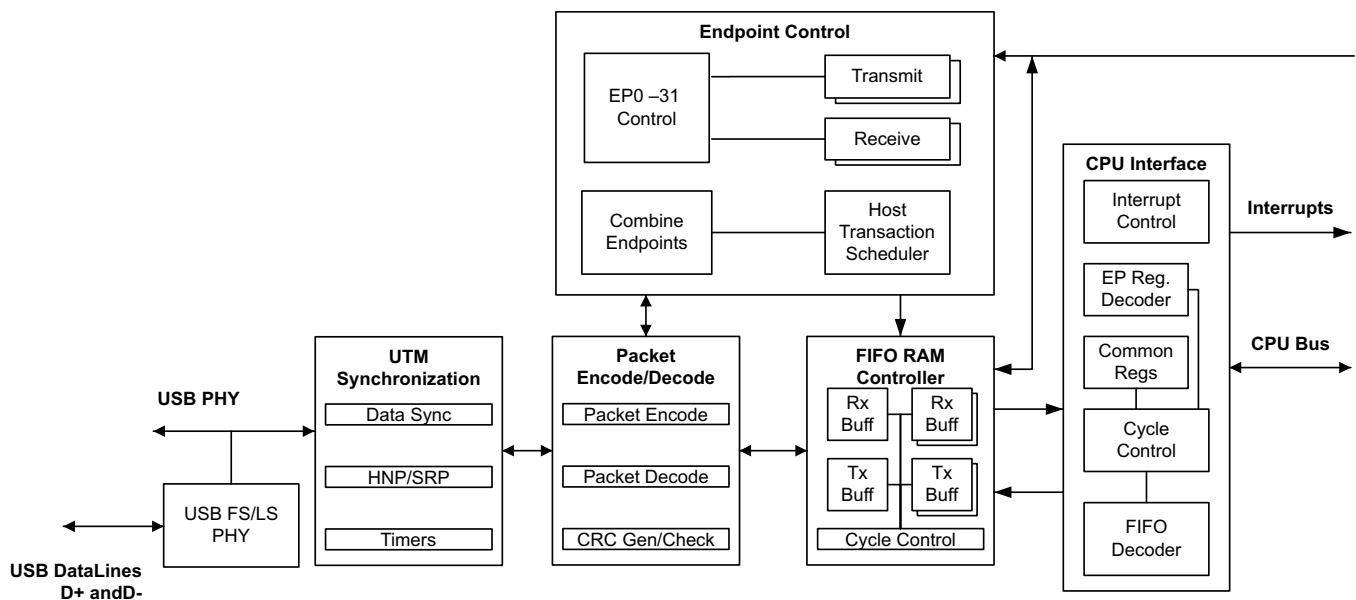 Endpoint Control
EP0 –31
Control
Transmit
Receive
Combine
Endpoints
Host
Transaction
Scheduler
CPU Interface
Interrupt
Control
EP Reg.
Decoder
Common
Regs
Cycle
Control
FIFO
Decoder
Interrupts
CPU Bus
UTM
Synchronization
Data Sync
HNP/SRP
Timers
Packet
Encode/Decode
Packet Encode
Packet Decode
CRC Gen/Check
FIFO RAM
Controller
Rx
Buff
Rx
Buff
Tx
Buff
Tx
Buff
Cycle Control
USB PHY
USB FS/LS
PHY
USB DataLines
D+ andD-